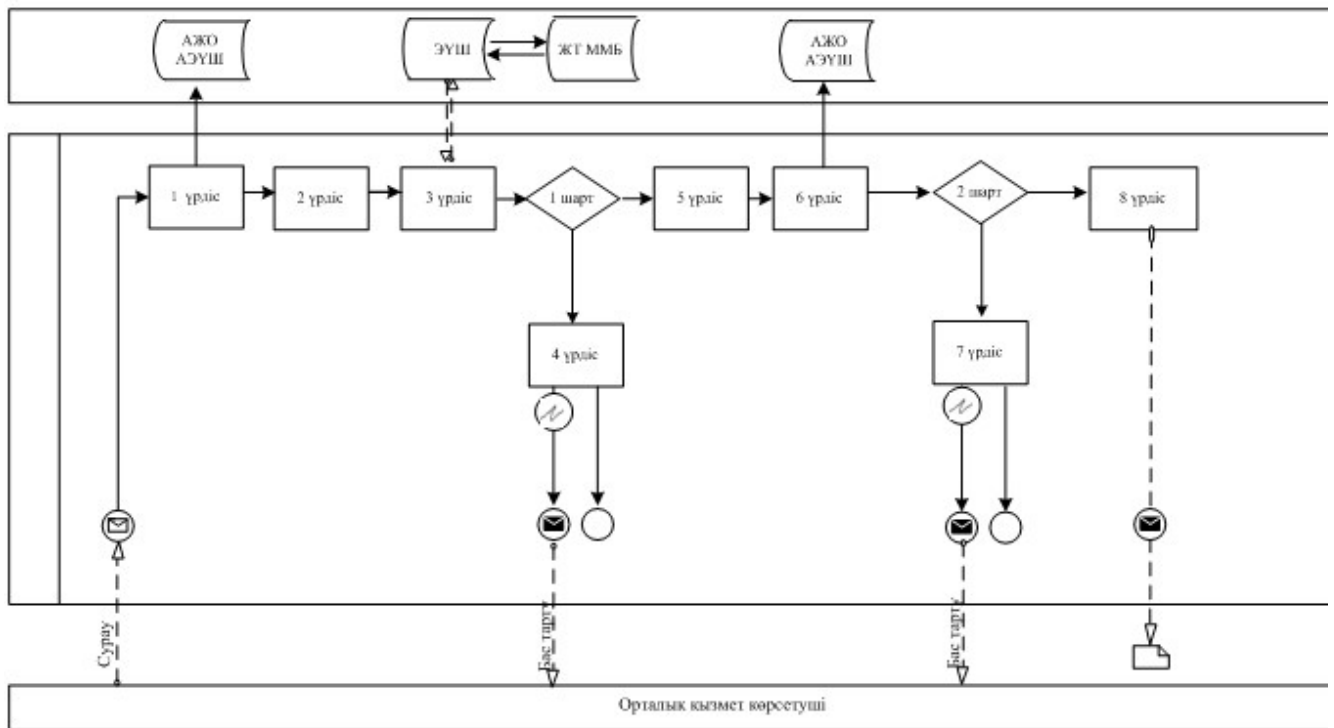 АЖО
АЭҮШ
ЭҮШ
ЖТ ММБ
АЖО
АЭҮШ
1 үрдіс
2 үрдіс
3 үрдіс
1 шарт
5 үрдіс
6 үрдіс
2 шарт
8 үрдіс
4 үрдіс
7 үрдіс
Сұрау
Бас тарту
Бас тарту
Орталық қызмет көрсетуші